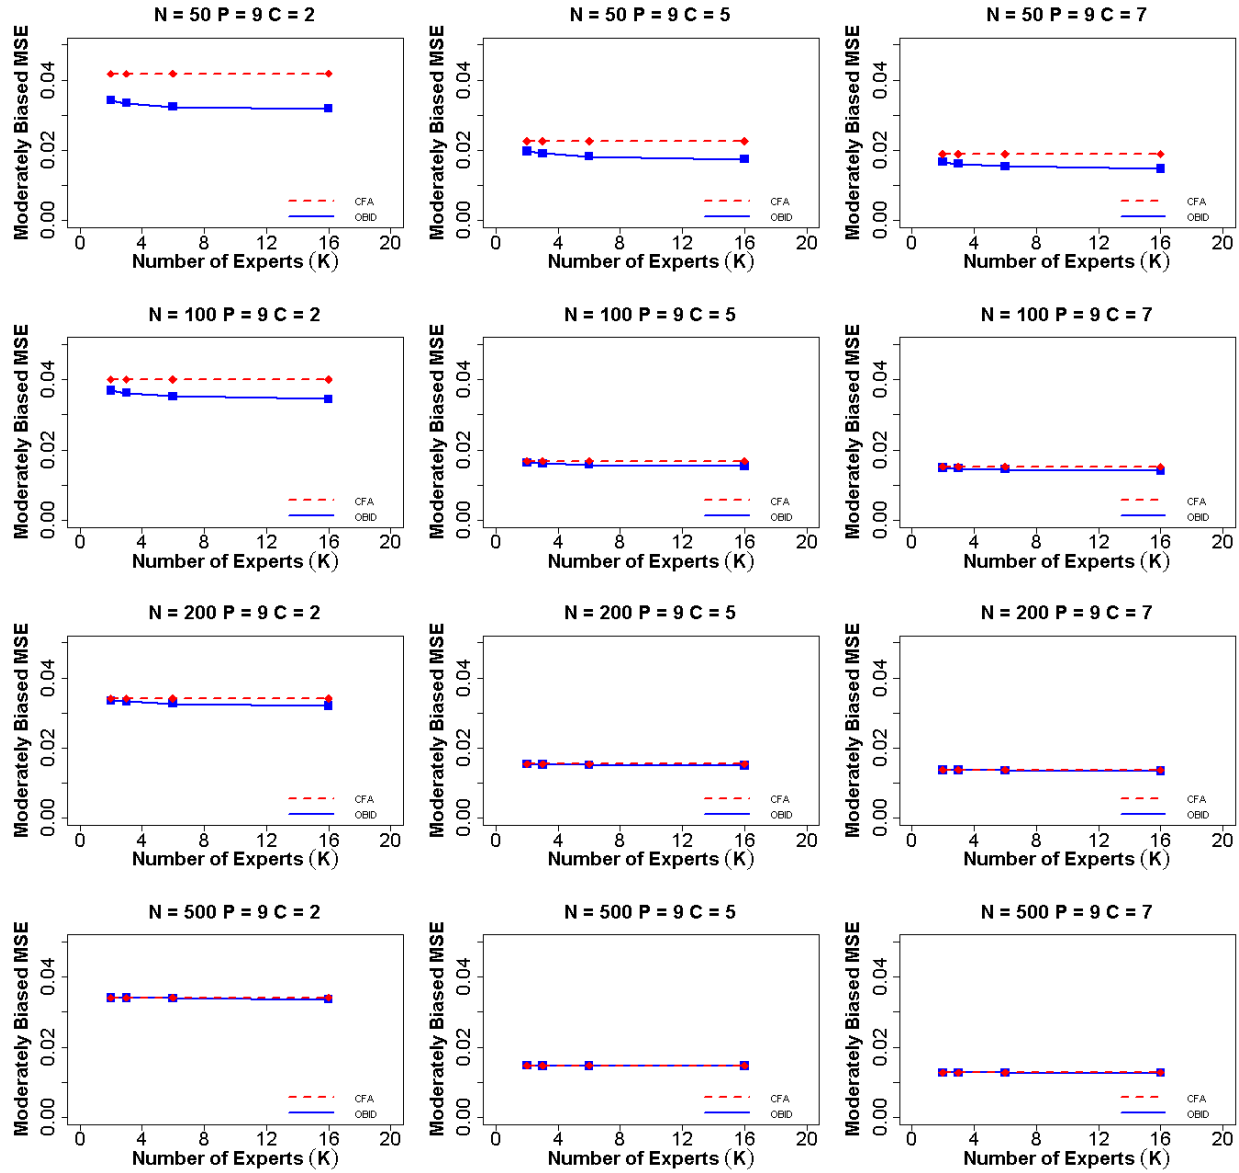 N = 50 P = 9 C = 2
Moderately Biased MSE
0.00 0.02 0.04
CFA
OBID
0 4 8 12 16 20
Number of Experts (K)
N = 50 P = 9 C = 5
Moderately Biased MSE
0.00 0.02 0.04
CFA
OBID
0 4 8 12 16 20
Number of Experts (K)
N = 50 P = 9 C = 7
Moderately Biased MSE
0.00 0.02 0.04
CFA
OBID
0 4 8 12 16 20
Number of Experts (K)
N = 100 P = 9 C = 2
Moderately Biased MSE
0.00 0.02 0.04
CFA
OBID
0 4 8 12 16 20
Number of Experts (K)
N = 100 P = 9 C = 5
Moderately Biased MSE
0.00 0.02 0.04
CFA
OBID
0 4 8 12 16 20
Number of Experts (K)
N = 100 P = 9 C = 7
Moderately Biased MSE
0.00 0.02 0.04
CFA
OBID
0 4 8 12 16 20
Number of Experts (K)
N = 200 P = 9 C = 2
Moderately Biased MSE
0.00 0.02 0.04
CFA
OBID
0 4 8 12 16 20
Number of Experts (K)
N = 200 P = 9 C = 5
Moderately Biased MSE
0.00 0.02 0.04
CFA
OBID
0 4 8 12 16 20
Number of Experts (K)
N = 200 P = 9 C = 7
Moderately Biased MSE
0.00 0.02 0.04
CFA
OBID
0 4 8 12 16 20
Number of Experts (K)
N = 500 P = 9 C = 2
Moderately Biased MSE
0.00 0.02 0.04
CFA
OBID
0 4 8 12 16 20
Number of Experts (K)
N = 500 P = 9 C = 5
Moderately Biased MSE
0.00 0.02 0.04
CFA
OBID
0 4 8 12 16 20
Number of Experts (K)
N = 500 P = 9 C = 7
Moderately Biased MSE
0.00 0.02 0.04
CFA
OBID
0 4 8 12 16 20
Number of Experts (K)